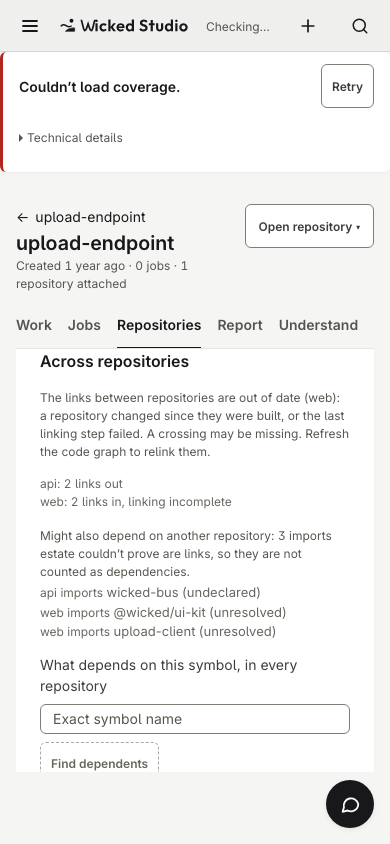 Wicked Studio
Checking...
Couldn't load coverage.
Retry
Technical details
← upload-endpoint
Open repository ▾
upload-endpoint
Created 1 year ago · 0 jobs · 1
repository attached
Work Jobs Repositories Report Understand
Across repositories
The links between repositories are out of date (web):
a repository changed since they were built, or the last
linking step failed. A crossing may be missing. Refresh
the code graph to relink them.
api: 2 links out
web: 2 links in, linking incomplete
Might also depend on another repository: 3 imports
estate couldn't prove are links, so they are not
counted as dependencies.
api imports wicked-bus (undeclared)
web imports @wicked/ui-kit (unresolved)
web imports upload-client (unresolved)
What depends on this symbol, in every
repository
Exact symbol name
Find dependents